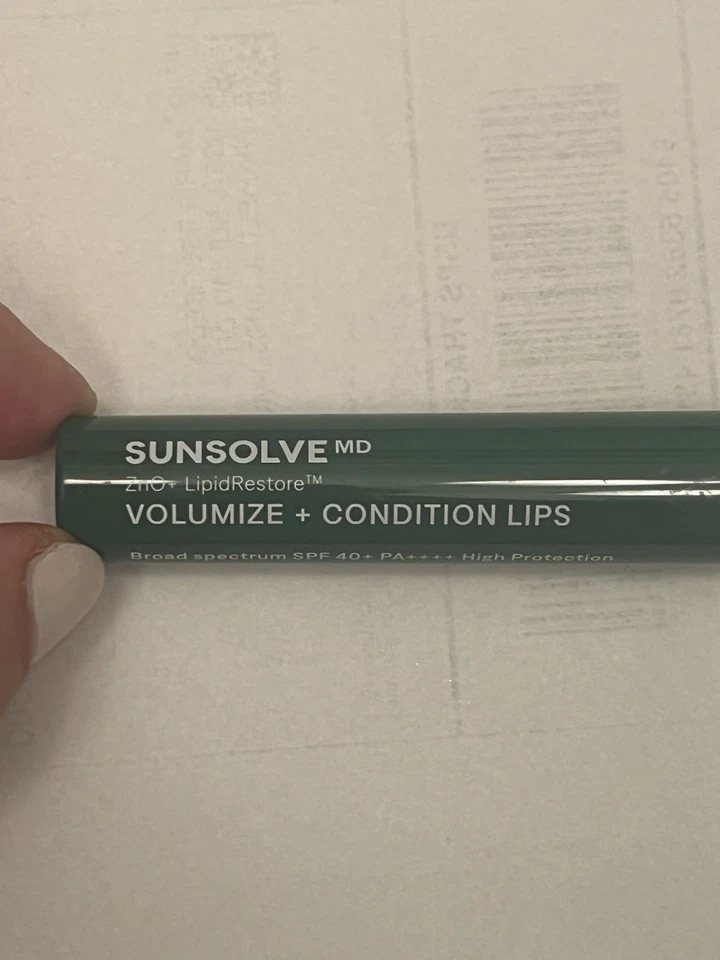 SUNSOLVE MD
ZnO+ LipidRestore™
VOLUMIZE + CONDITION LIPS
Broad spectrum SPF 40+ PA++++ High Protection